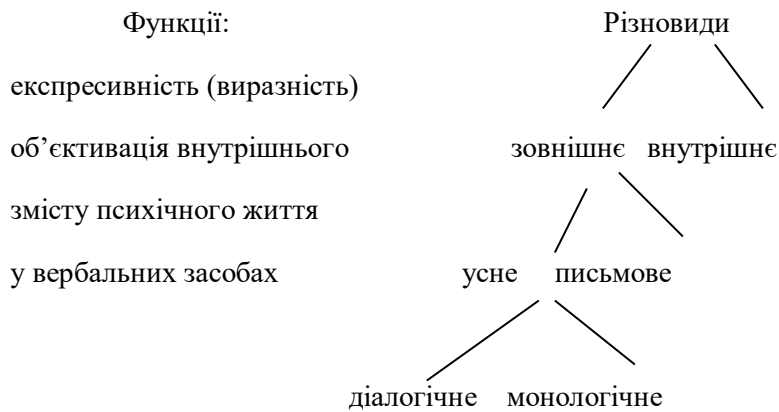 Функції:
Різновиди
експресивність (виразність)
об’єктивація внутрішнього
зовнішнє внутрішнє
змісту психічного життя
у вербальних засобах
усне письмове
діалогічне монологічне